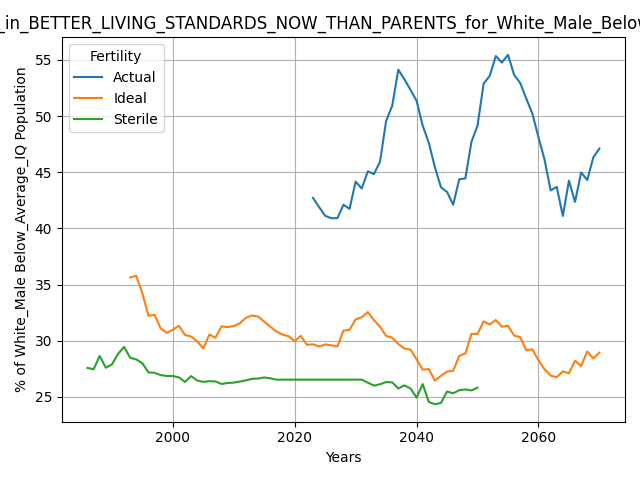 _in_BETTER_LIVING_STANDARDS_NOW_THAN_PARENTS_for_White_Male_Below
Fertility
Actual
Ideal
Sterile
% of White_Male Below_Average_IQ Population
55
50
45
40
35
30
25
2000
2020
2040
2060
Years